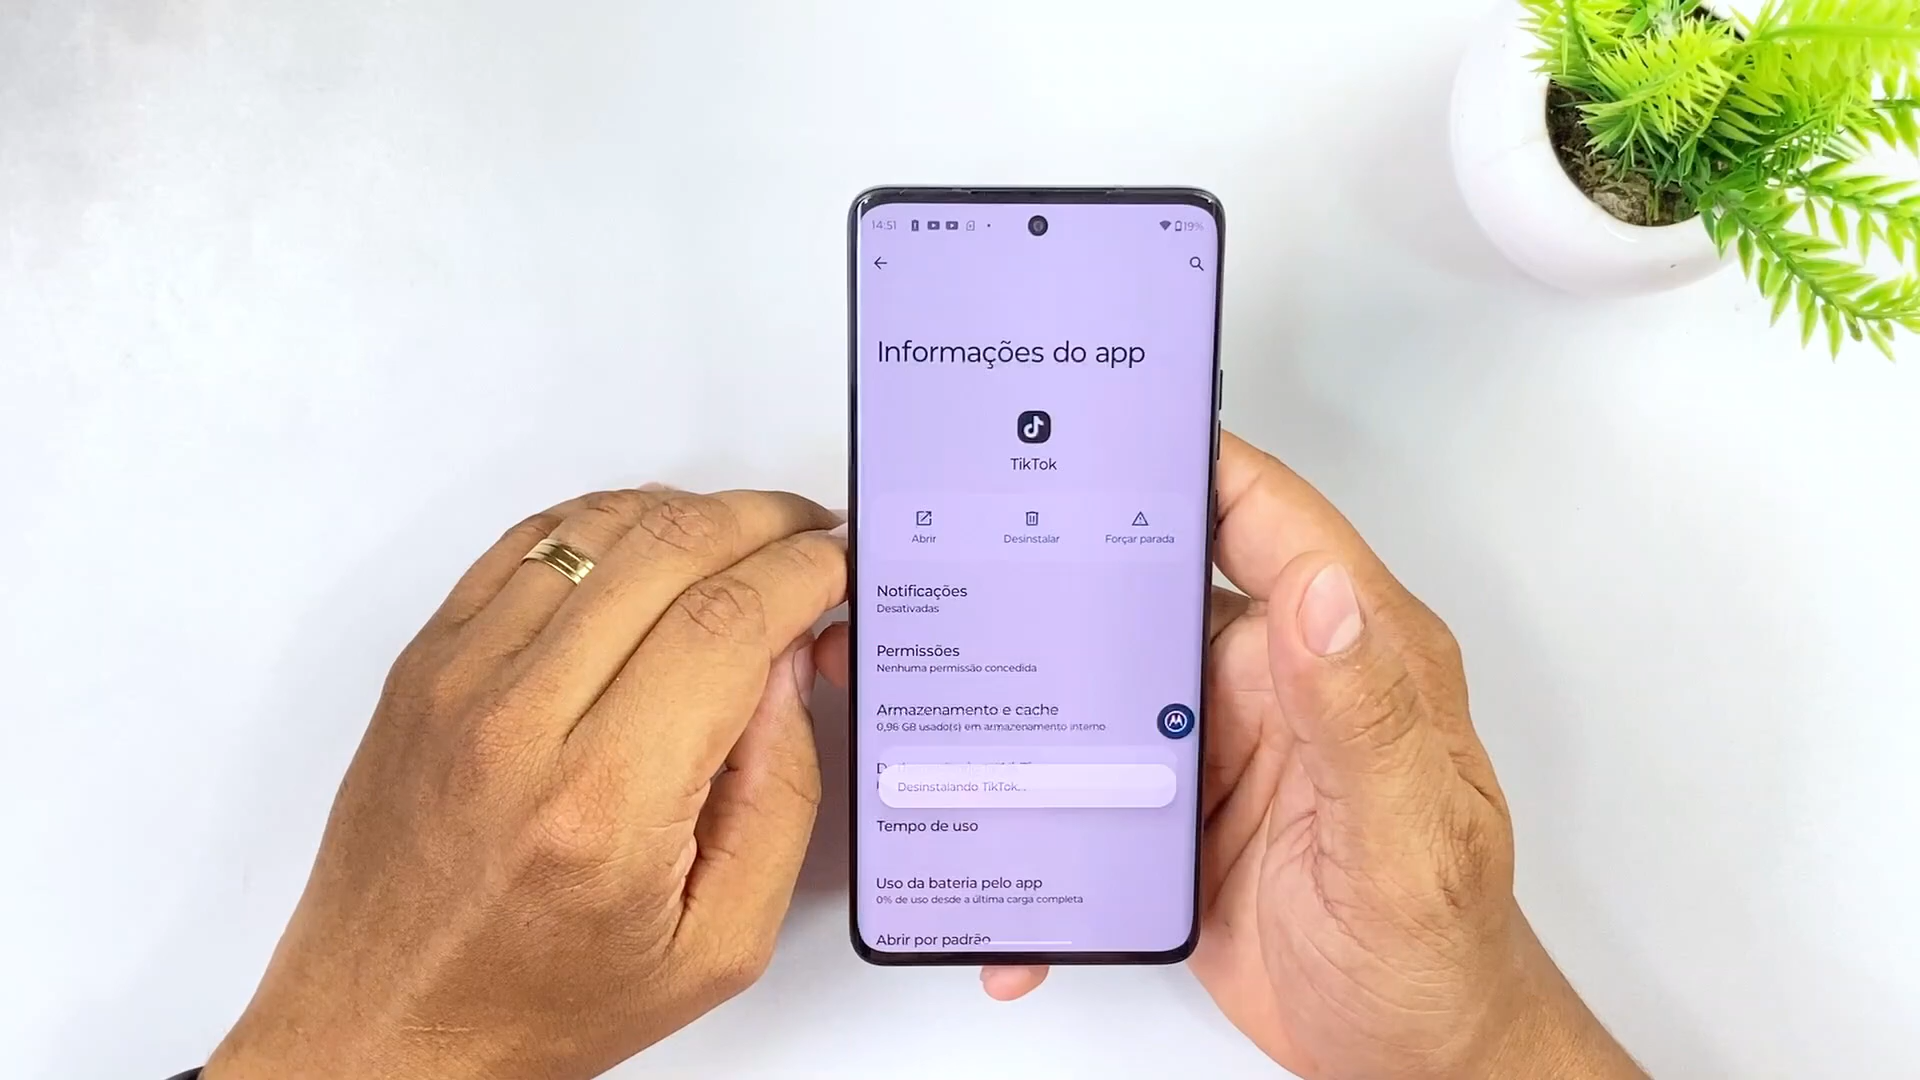 14:51
19%
Informações do app
TikTok
Abrir
Desinstalar
Forçar parada
Notificações
Desativadas
Permissões
Nenhuma permissão concedida
Armazenamento e cache
0,96 GB usado(s) em armazenamento interno
Desinstalando TikTok...
Tempo de uso
Uso da bateria pelo app
0% de uso desde a última carga completa
Abrir por padrão